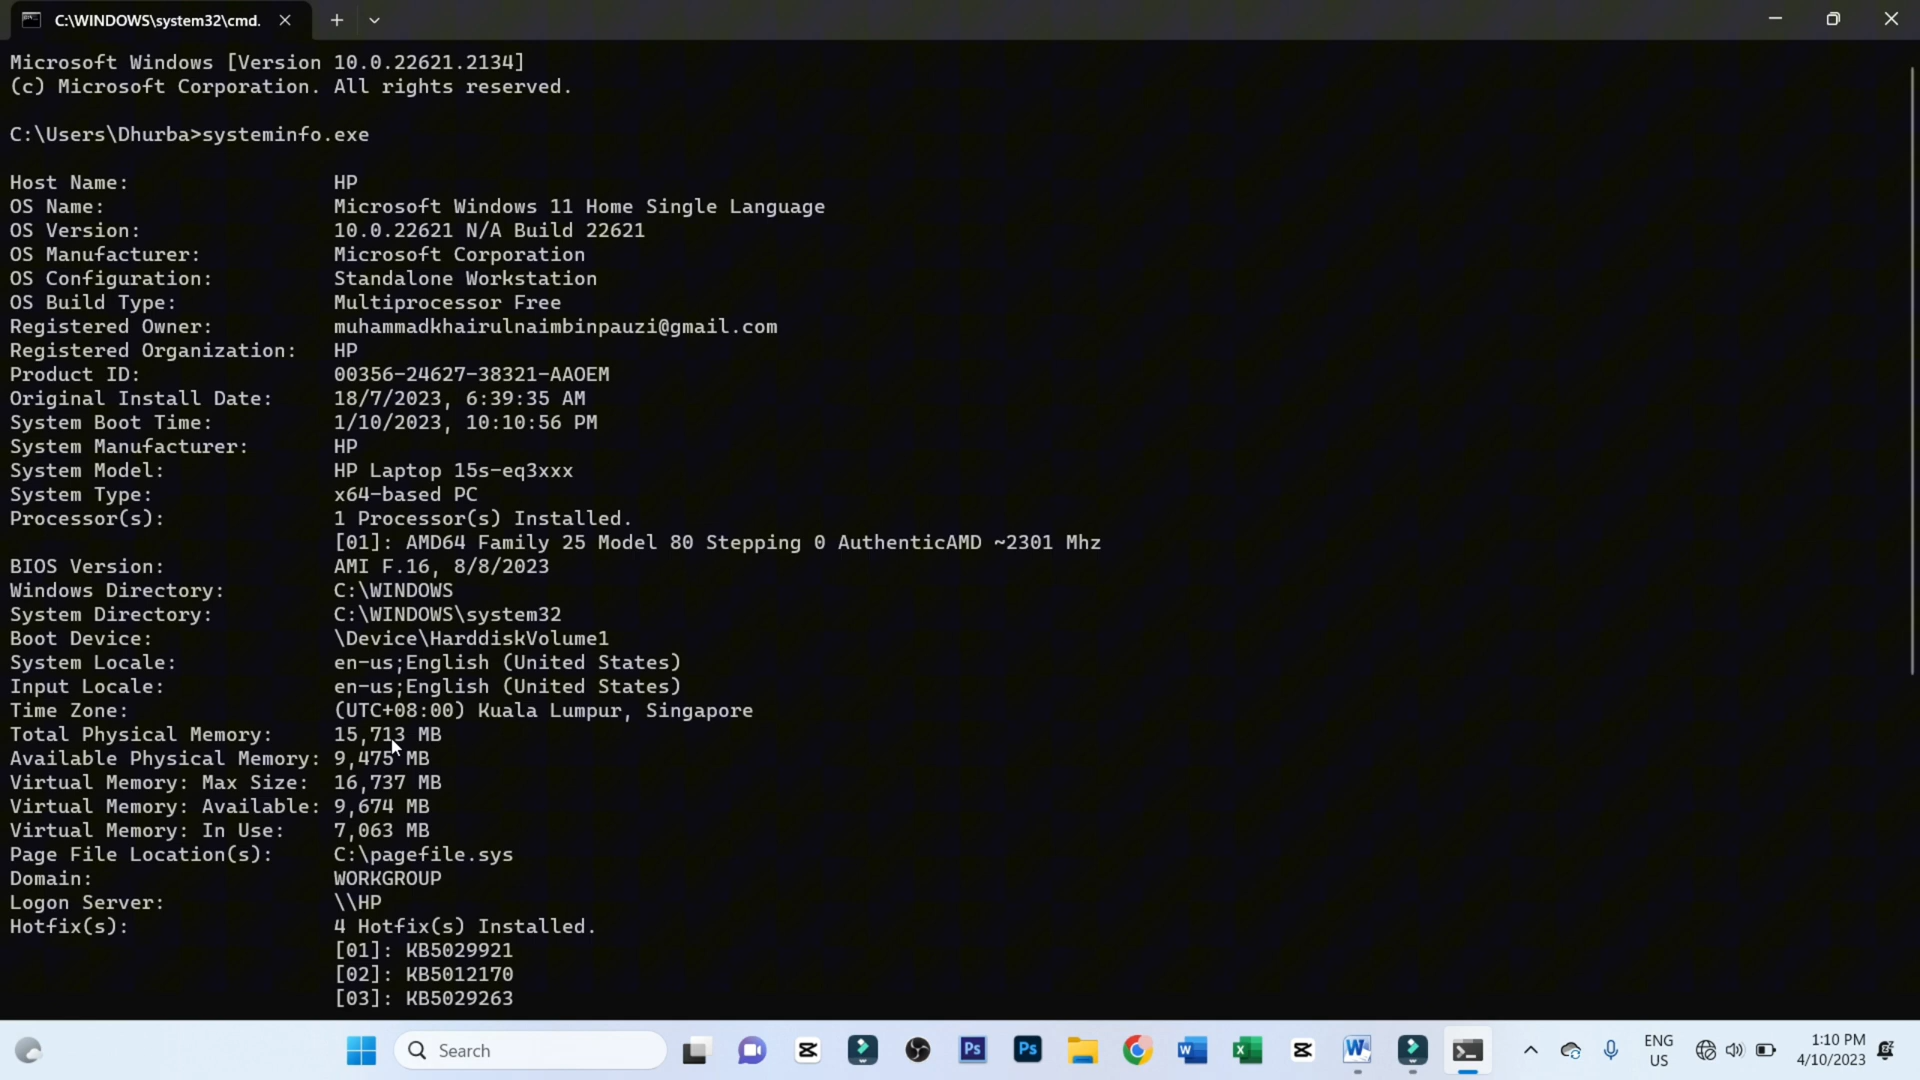 C:\WINDOWS\system32\cmd.
Microsoft Windows [Version 10.0.22621.2134]
(c) Microsoft Corporation. All rights reserved.
C:\Users\Dhurba>systeminfo.exe
Host Name: HP
OS Name: Microsoft Windows 11 Home Single Language
OS Version: 10.0.22621 N/A Build 22621
OS Manufacturer: Microsoft Corporation
OS Configuration: Standalone Workstation
OS Build Type: Multiprocessor Free
Registered Owner: muhammadkhairulnaimbinpauzi@gmail.com
Registered Organization: HP
Product ID: 00356-24627-38321-AAOEM
Original Install Date: 18/7/2023, 6:39:35 AM
System Boot Time: 1/10/2023, 10:10:56 PM
System Manufacturer: HP
System Model: HP Laptop 15s-eq3xxx
System Type: x64-based PC
Processor(s): 1 Processor(s) Installed.
[01]: AMD64 Family 25 Model 80 Stepping 0 AuthenticAMD ~2301 Mhz
BIOS Version: AMI F.16, 8/8/2023
Windows Directory: C:\WINDOWS
System Directory: C:\WINDOWS\system32
Boot Device: \Device\HarddiskVolume1
System Locale: en-us;English (United States)
Input Locale: en-us;English (United States)
Time Zone: (UTC+08:00) Kuala Lumpur, Singapore
Total Physical Memory: 15,713 MB
Available Physical Memory: 9,475 MB
Virtual Memory: Max Size: 16,737 MB
Virtual Memory: Available: 9,674 MB
Virtual Memory: In Use: 7,063 MB
Page File Location(s): C:\pagefile.sys
Domain: WORKGROUP
Logon Server: \\HP
Hotfix(s): 4 Hotfix(s) Installed.
[01]: KB5029921
[02]: KB5012170
[03]: KB5029263
Search
Ps
Ps
ENG
US
1:10 PM
4/10/2023